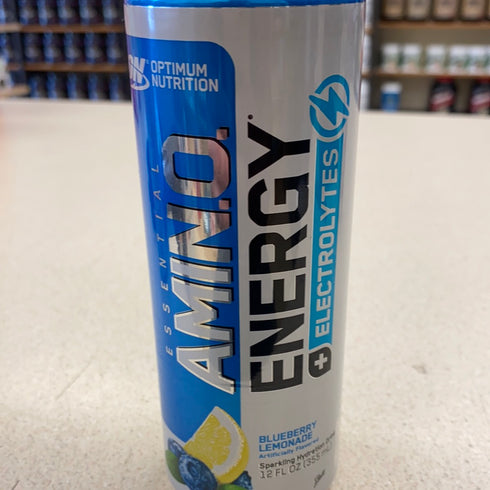 ON OPTIMUM
NUTRITION
ESSENTIAL
AMIN.O.
ENERGY
+ ELECTROLYTES
BLUEBERRY
LEMONADE
Artificially Flavored
Sparkling Hydration Drink
12 FL OZ (355 mL)